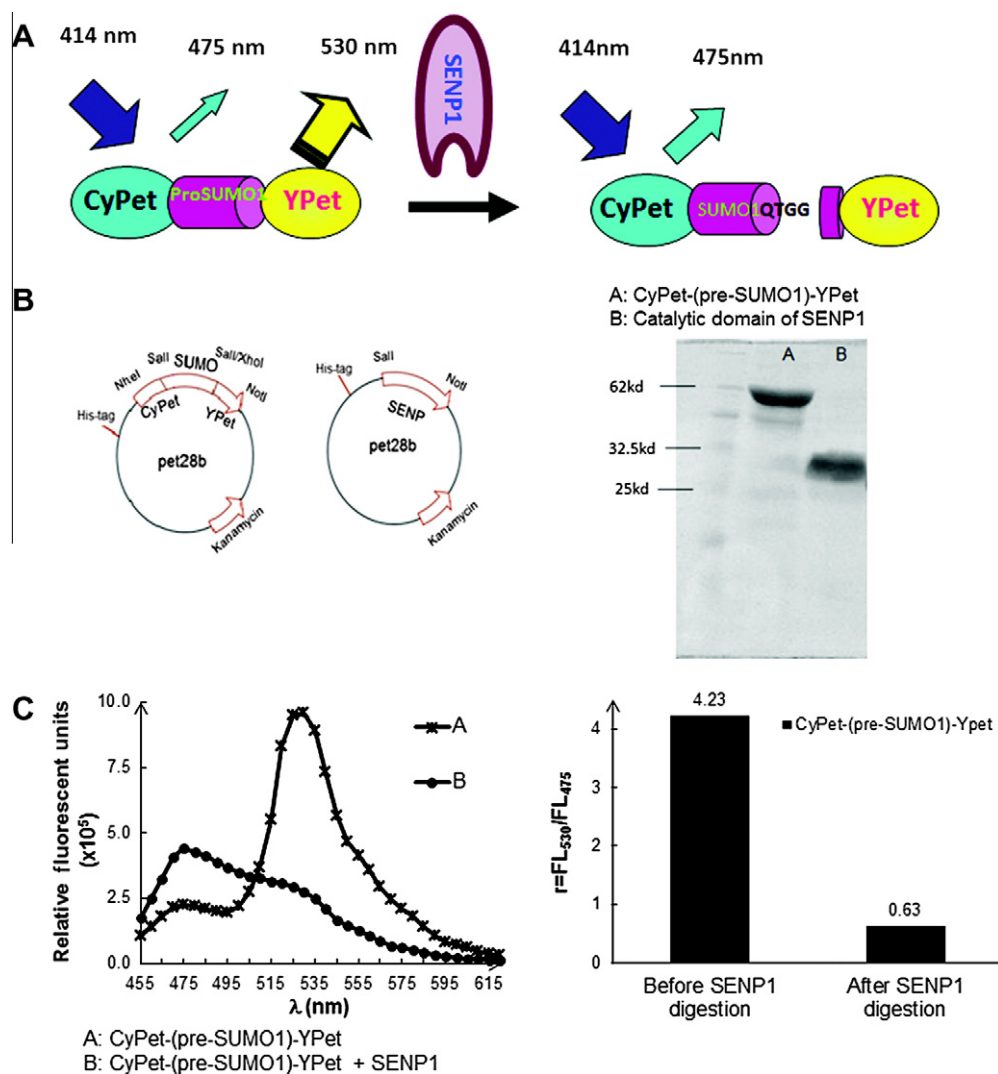 A
414 nm
475 nm
530 nm
SENP1
414nm
475nm
CyPet
ProSUMO1
YPet
CyPet
SUMO1
QTGG
YPet
B
A: CyPet-(pre-SUMO1)-YPet
B: Catalytic domain of SENP1
NheI
SalI
SUMO
SalI/XhoI
NotI
His-tag
CyPet
YPet
pet28b
Kanamycin
His-tag
SalI
NotI
SENP
pet28b
Kanamycin
A B
62kd
32.5kd
25kd
C
Relative fluorescent units
(x10⁵)
10.0
7.5
5.0
2.5
0.0
455 475 495 515 535 555 575 595 615
λ (nm)
A
B
A: CyPet-(pre-SUMO1)-YPet
B: CyPet-(pre-SUMO1)-YPet + SENP1
r=FL₅₃₀/FL₄₇₅
4
3
2
1
0
4.23
0.63
CyPet-(pre-SUMO1)-Ypet
Before SENP1
digestion
After SENP1
digestion